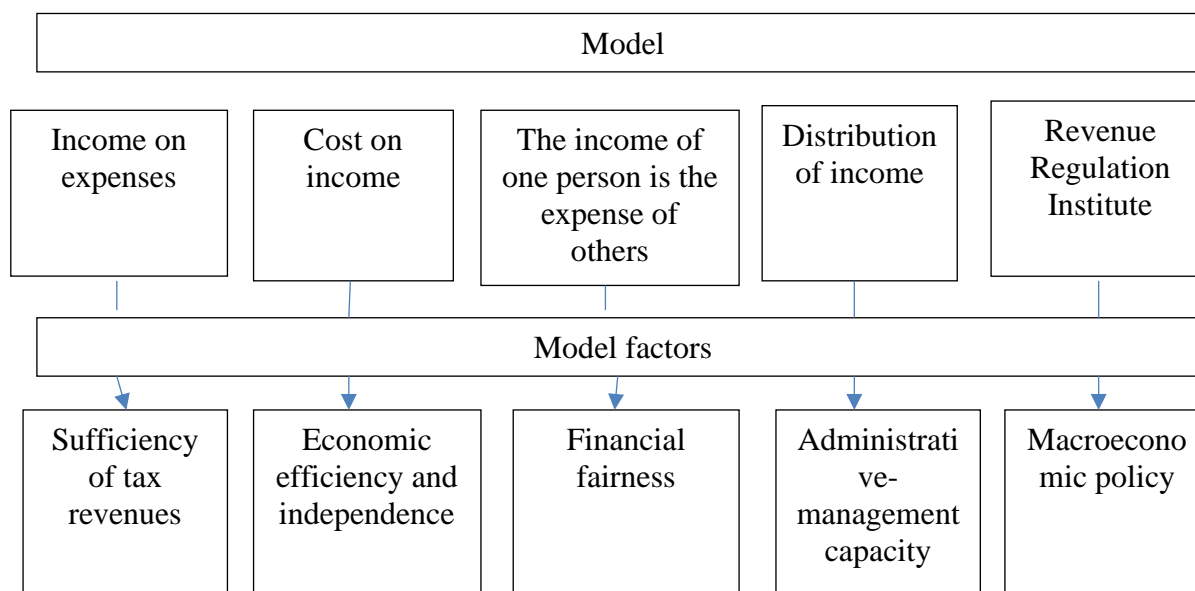 Model
Income on
expenses
Cost on
income
The income of
one person is the
expense of
others
Distribution
of income
Revenue
Regulation
Institute
Model factors
Sufficiency
of tax
revenues
Economic
efficiency and
independence
Financial
fairness
Administrati
ve-
management
capacity
Macroecono
mic policy